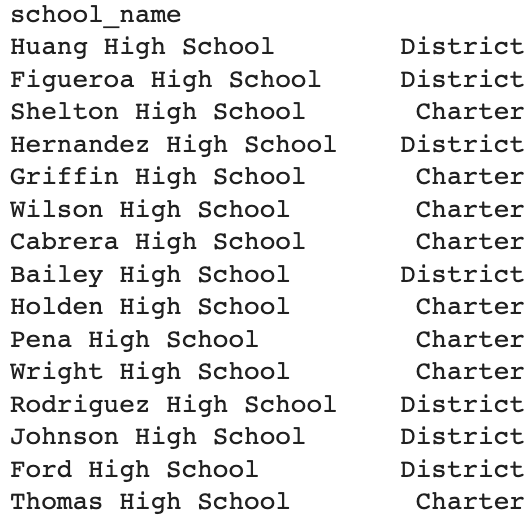 school_name
Huang High School        District
Figueroa High School     District
Shelton High School       Charter
Hernandez High School    District
Griffin High School       Charter
Wilson High School        Charter
Cabrera High School       Charter
Bailey High School       District
Holden High School        Charter
Pena High School          Charter
Wright High School        Charter
Rodriguez High School    District
Johnson High School      District
Ford High School         District
Thomas High School        Charter